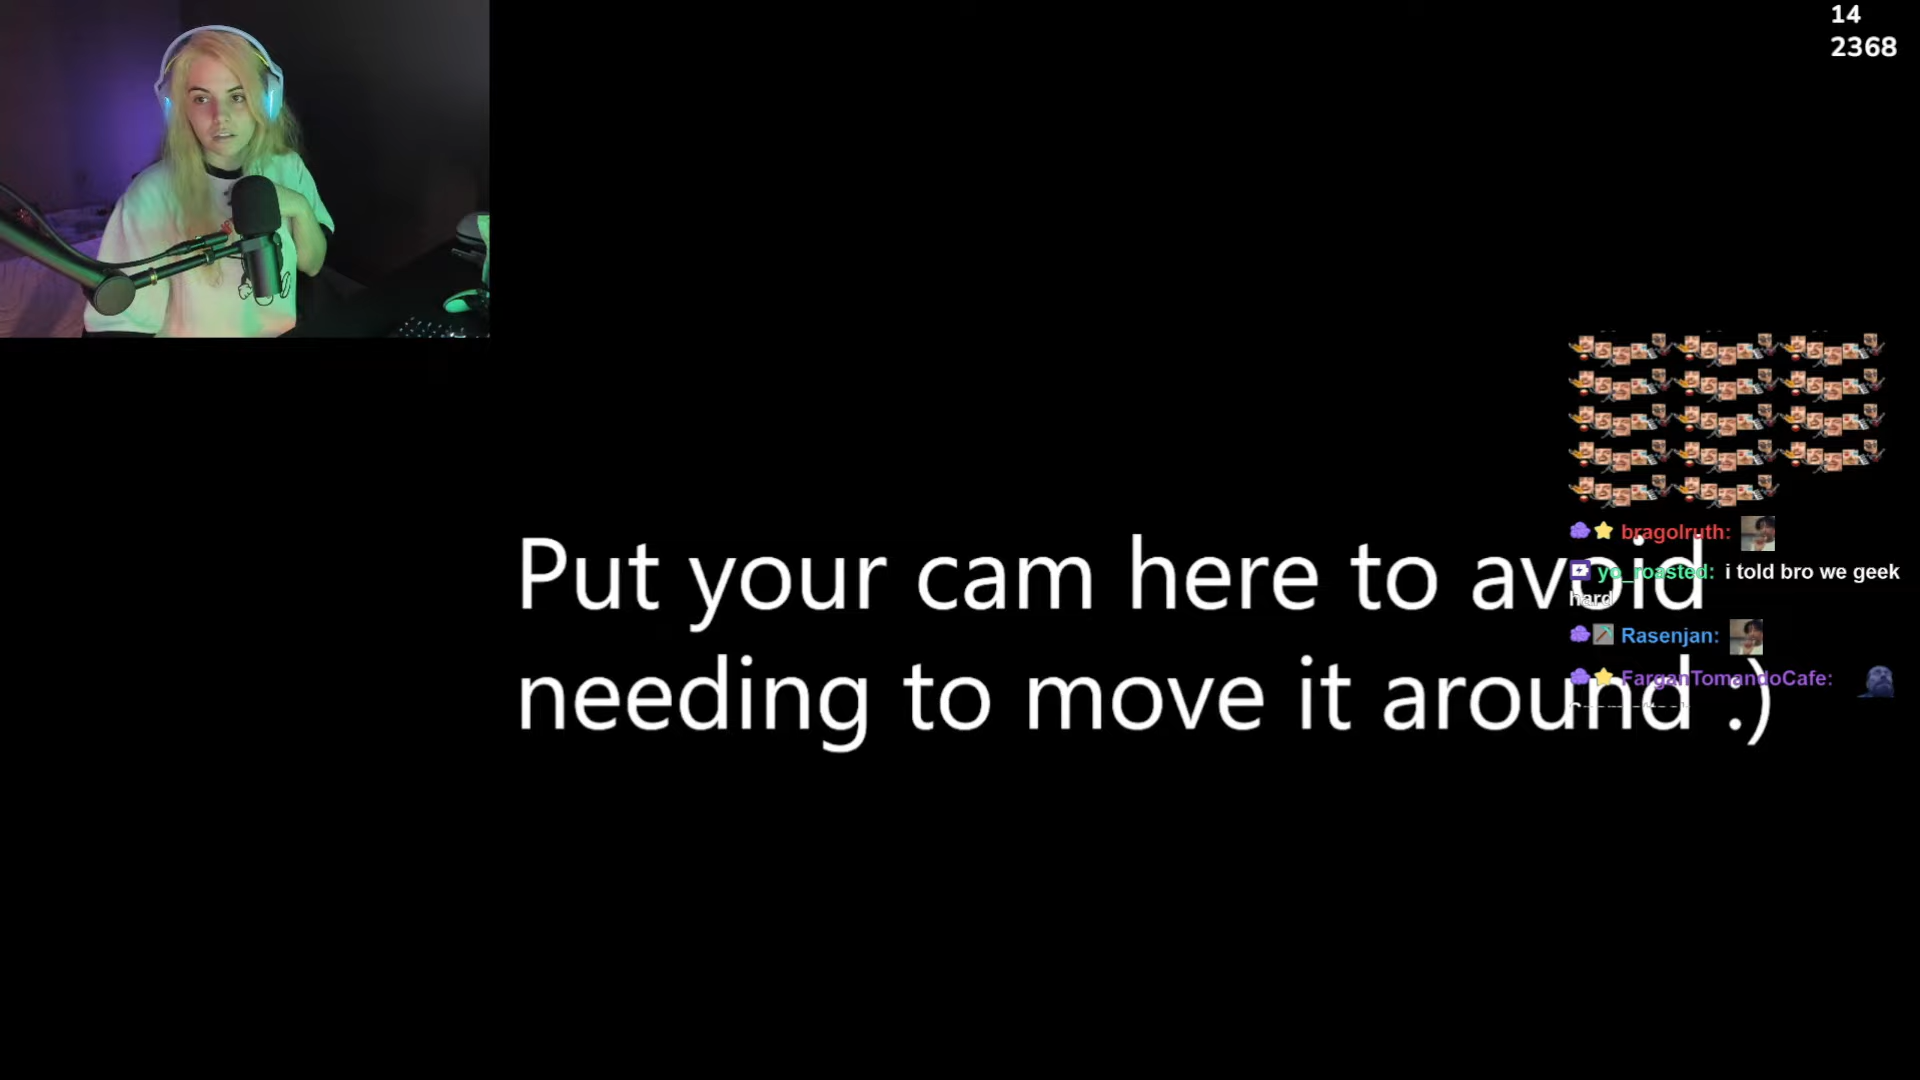 14
2368
Put your cam here to avoid
needing to move it around :)
bragolruth:
yo_roasted: i told bro we geek
hard
Rasenjan:
FarganTomandoCafe: